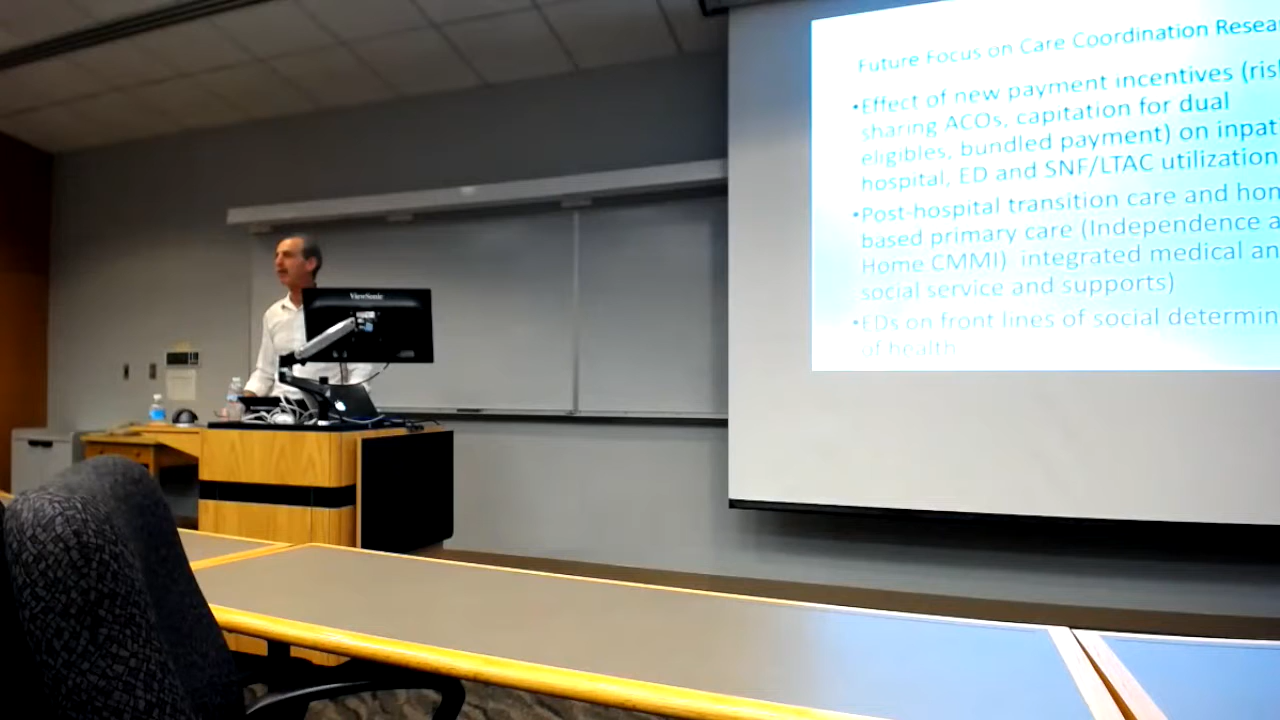 Future Focus on Care Coordination Resea
•Effect of new payment incentives (ris
sharing ACOs, capitation for dual
eligibles, bundled payment) on inpat
hospital, ED and SNF/LTAC utilization
•Post-hospital transition care and hom
based primary care (Independence a
Home CMMI) integrated medical an
social service and supports)
•EDs on front lines of social determin
of health
ViewSonic